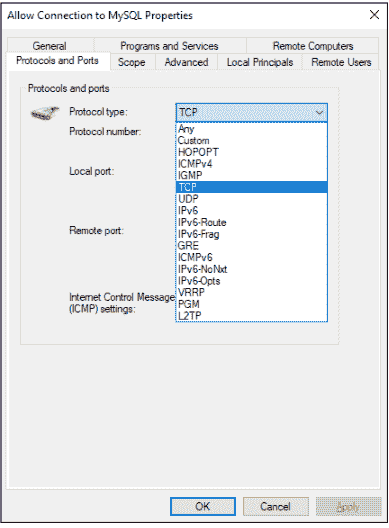 Allow Connection to MySQL Properties
General Programs and Services Remote Computers
Protocols and Ports Scope Advanced Local Principals Remote Users
Protocols and ports
Protocol type: TCP
Protocol number:
Local port:
Remote port:
Internet Control Message
(ICMP) settings:
Any
Custom
HOPOPT
ICMPv4
IGMP
TCP
UDP
IPv6
IPv6-Route
IPv6-Frag
GRE
ICMPv6
IPv6-NoNxt
IPv6-Opts
VRRP
PGM
L2TP
OK Cancel Apply